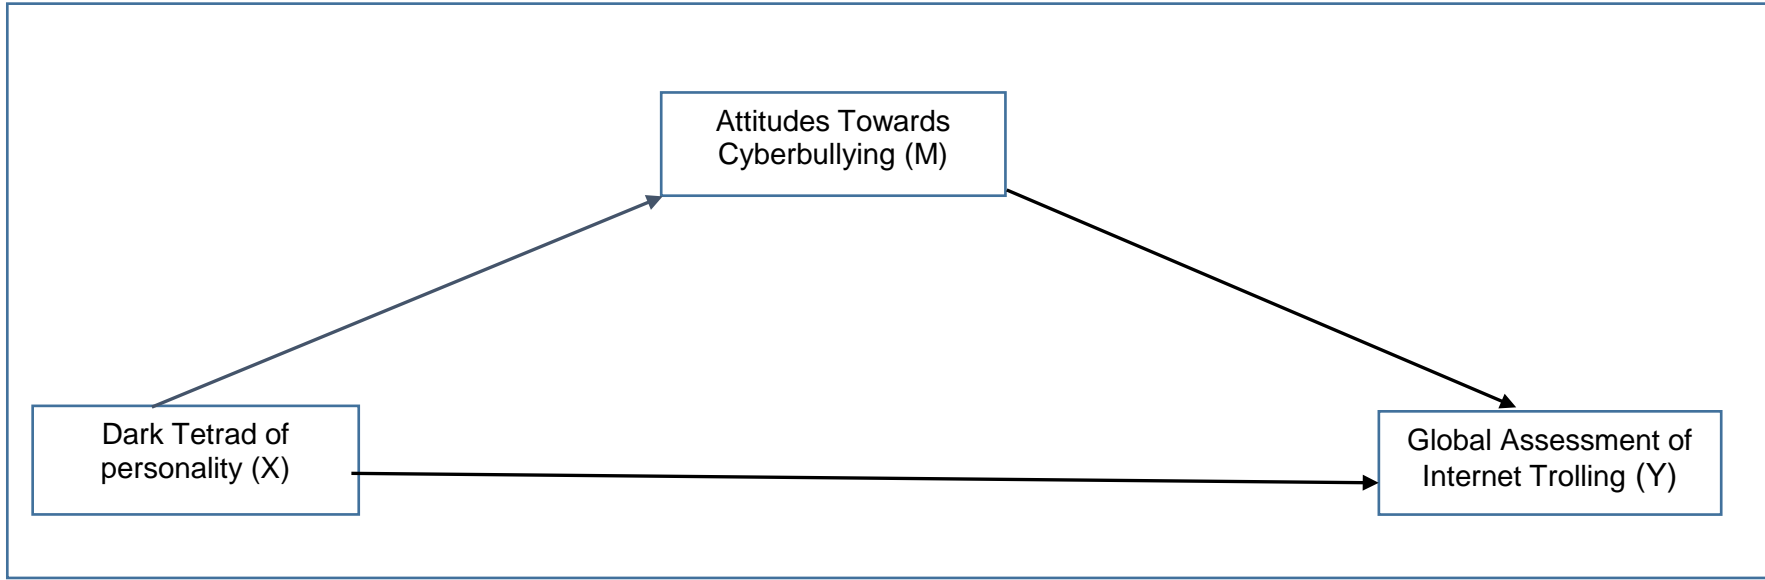 Attitudes Towards
Cyberbullying (M)
Dark Tetrad of
personality (X)
Global Assessment of
Internet Trolling (Y)